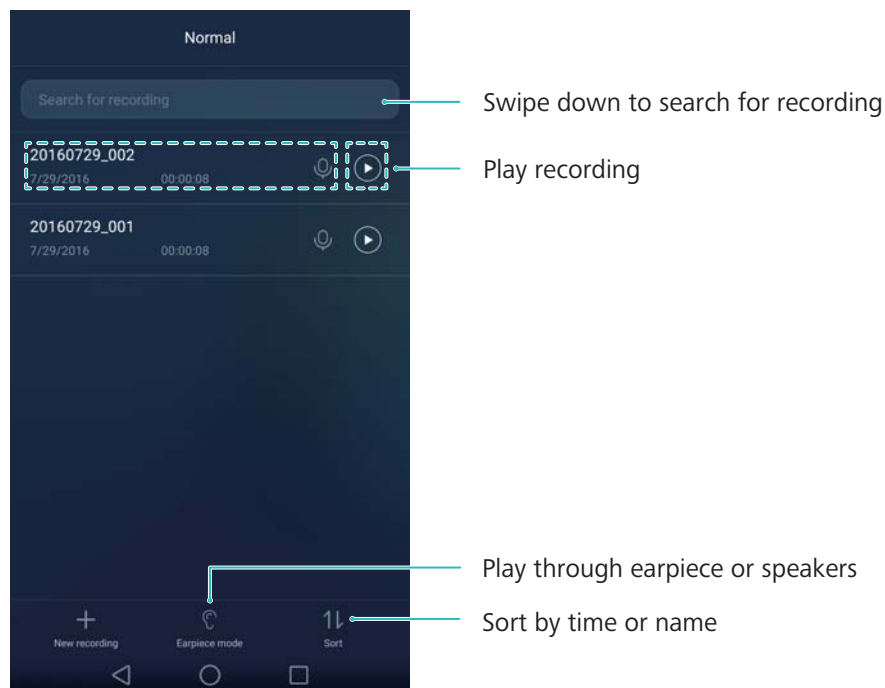 Normal
Search for recording
Swipe down to search for recording
20160729_002
7/29/2016 00:00:08
Play recording
20160729_001
7/29/2016 00:00:08
Play through earpiece or speakers
Sort by time or name
New recording Earpiece mode Sort